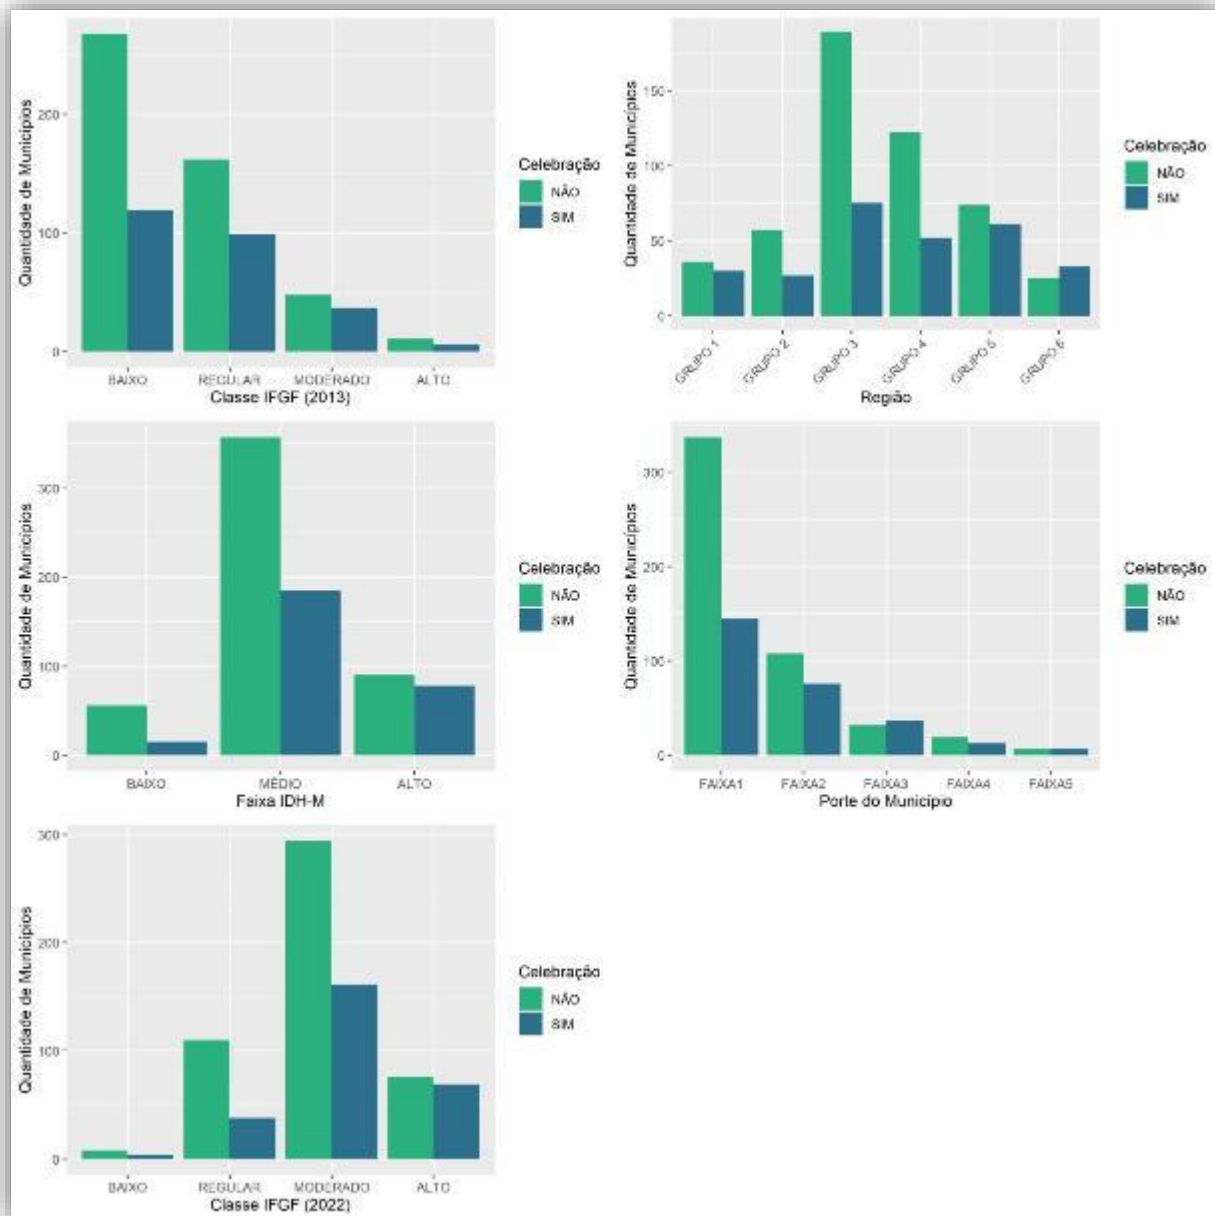 Quantidade de Municípios
200
100
0
BAIXO REGULAR MODERADO ALTO
Classe IFGF (2013)
Celebração
NÃO
SIM
Quantidade de Municípios
150
100
50
0
GRUPO 1 GRUPO 2 GRUPO 3 GRUPO 4 GRUPO 5 GRUPO 6
Região
Celebração
NÃO
SIM
Quantidade de Municípios
300
200
100
0
BAIXO MÉDIO ALTO
Faixa IDH-M
Celebração
NÃO
SIM
Quantidade de Municípios
300
200
100
0
FAIXA1 FAIXA2 FAIXA3 FAIXA4 FAIXA5
Porte do Município
Celebração
NÃO
SIM
Quantidade de Municípios
300
200
100
0
BAIXO REGULAR MODERADO ALTO
Classe IFGF (2022)
Celebração
NÃO
SIM